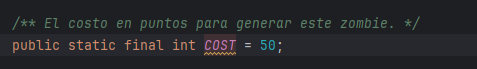 /** El costo en puntos para generar este zombie. */
public static final int COST = 50;